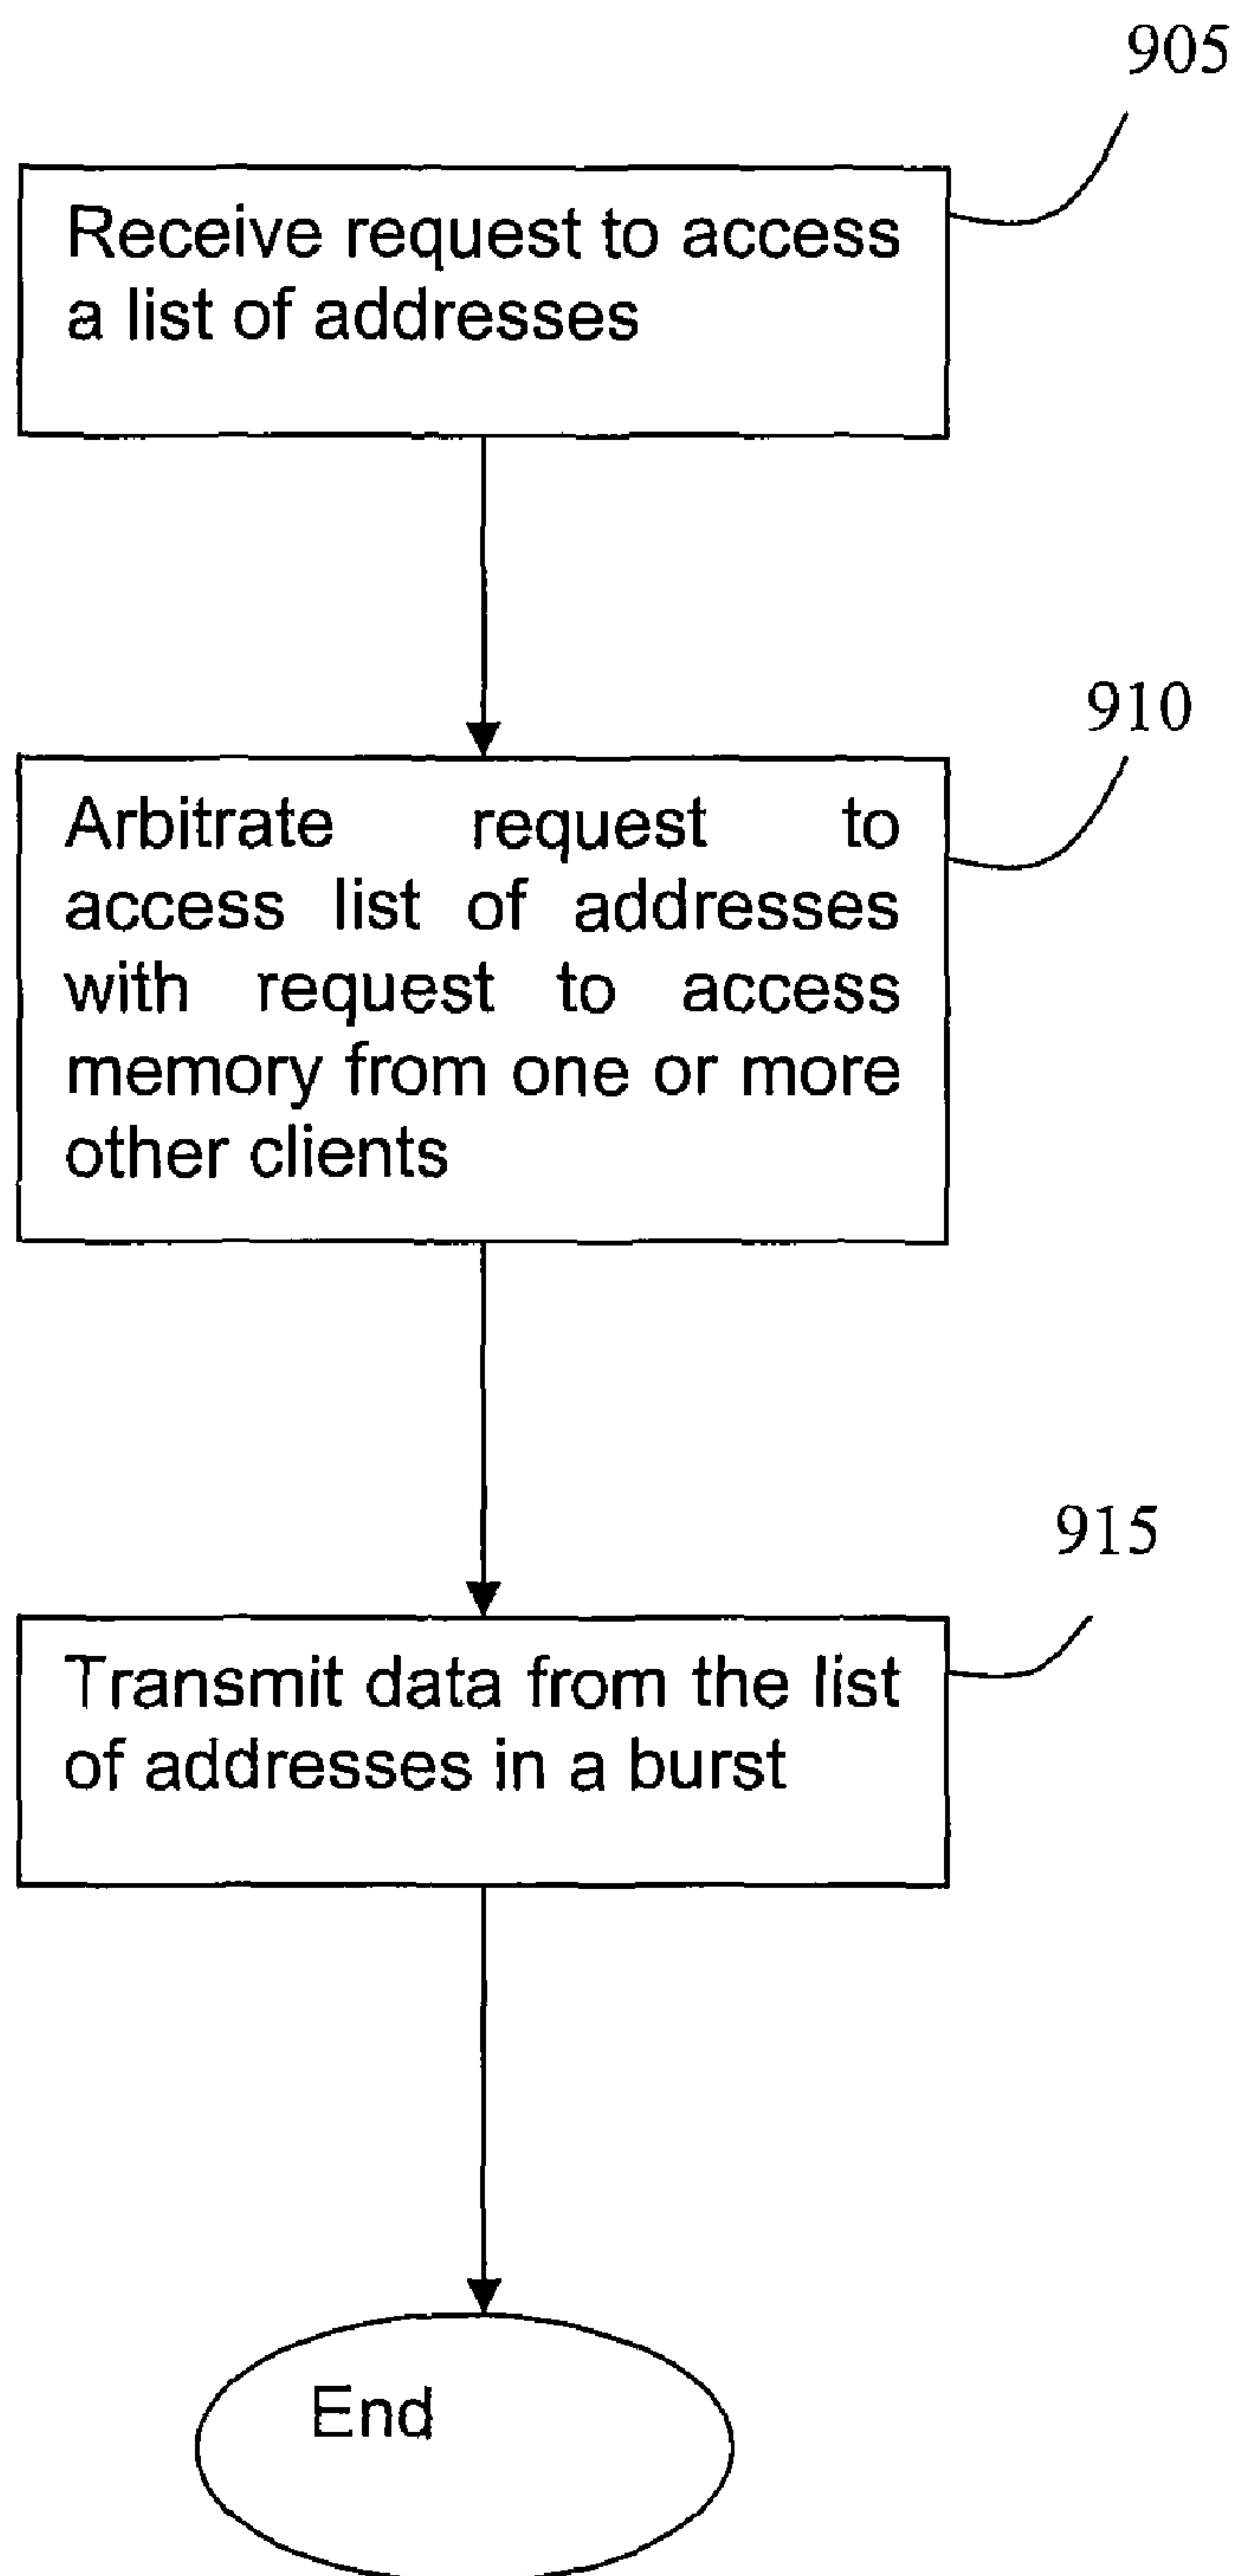 905
Receive request to access
a list of addresses
910
Arbitrate request to
access list of addresses
with request to access
memory from one or more
other clients
915
Transmit data from the list
of addresses in a burst
End